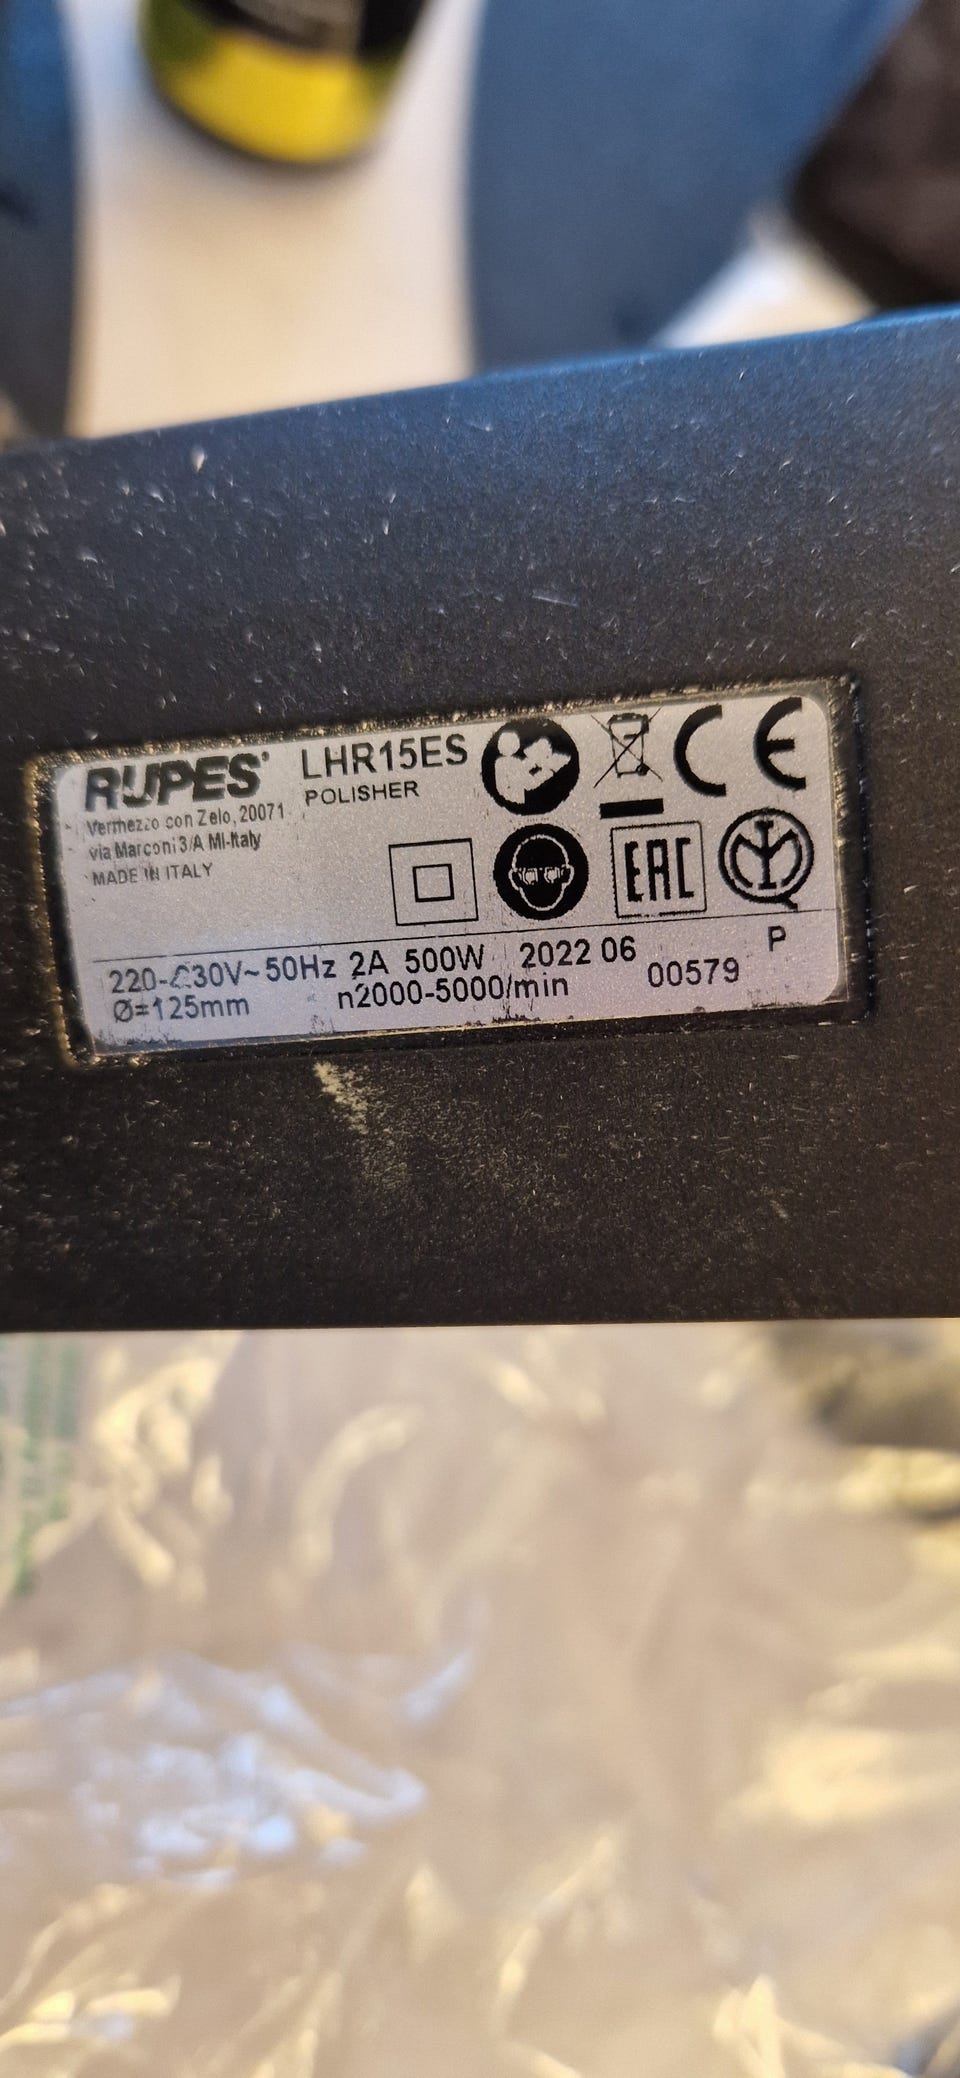 RUPES
LHR15ES
POLISHER
Vermezzo con Zelo, 20071
via Marconi 3/A MI-Italy
MADE IN ITALY
CE
EAC
220-230V~50Hz 2A 500W 2022 06 P
Ø=125mm n2000-5000/min 00579